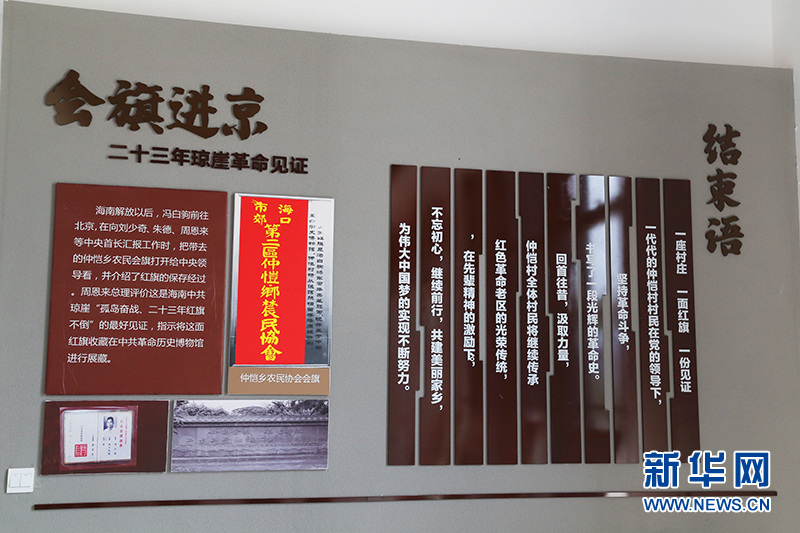 会旗进京
二十三年琼崖革命见证
海南解放以后，冯白驹前往
北京，在向刘少奇、朱德、周恩来
等中央首长汇报工作时，把带去
的仲恺乡农民会旗打开给中央领
导看，并介绍了红旗的保存经过
。周恩来总理评价这是海南中共
琼崖“孤岛奋战、二十三年红旗
不倒”的最好见证，指示将这面
红旗收藏在中共革命历史博物馆
进行展藏。
海口
市郊
第二區仲愷鄉農民協會
仲恺乡农民协会会旗
结束语
一座村庄 一面红旗 一份见证
一代代的仲恺村村民在党的领导下，
坚持革命斗争，
书写了一段光辉的革命史。
回首往昔，汲取力量，
仲恺村全体村民将继续传承
红色革命老区的光荣传统，
，在先辈精神的激励下，
不忘初心，继续前行，共建美丽家乡，
为伟大中国梦的实现不断努力。
新华网
WWW.NEWS.CN